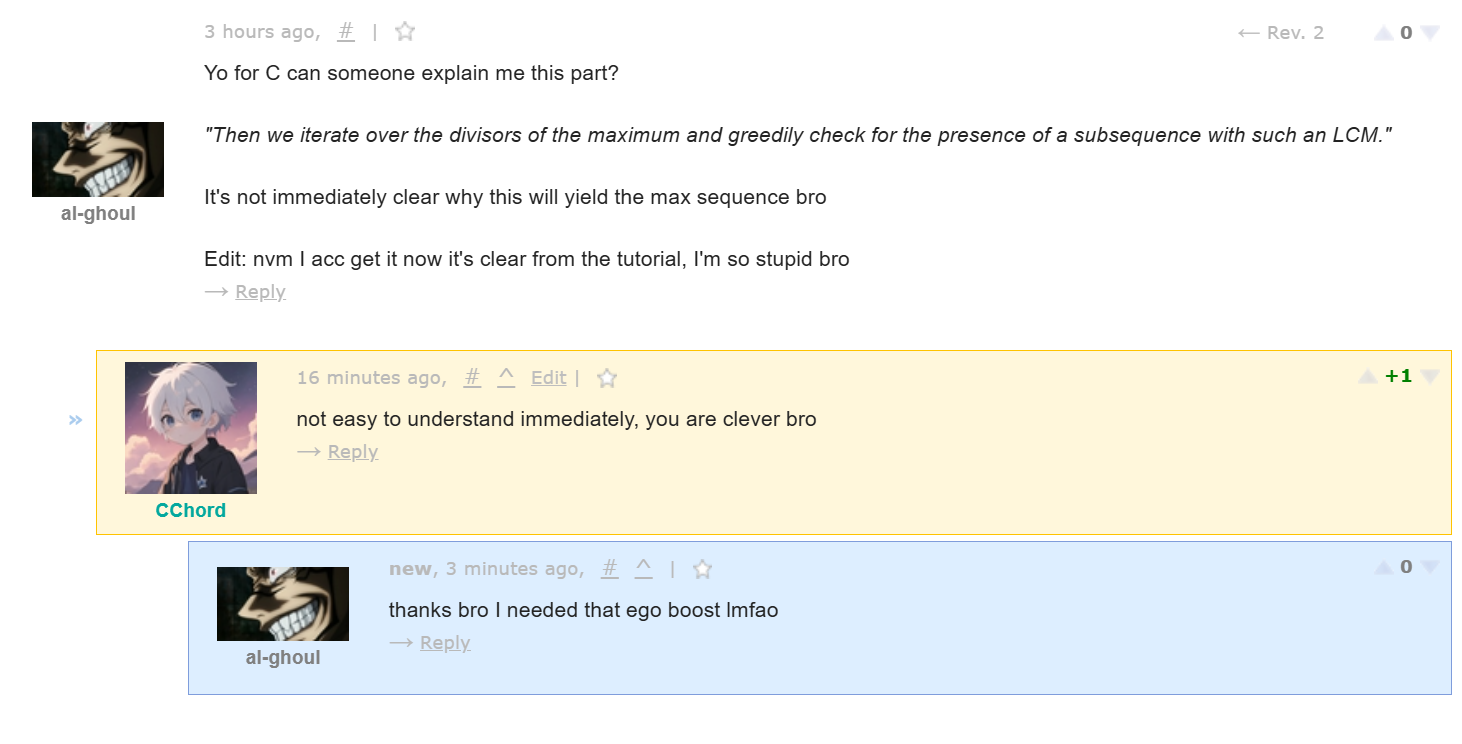 3 hours ago, # |
← Rev. 2
0
Yo for C can someone explain me this part?
"Then we iterate over the divisors of the maximum and greedily check for the presence of a subsequence with such an LCM."
It's not immediately clear why this will yield the max sequence bro
Edit: nvm I acc get it now it's clear from the tutorial, I'm so stupid bro
→ Reply
al-ghoul
»
16 minutes ago, # ^ Edit |
+1
not easy to understand immediately, you are clever bro
→ Reply
CChord
new, 3 minutes ago, # ^ |
0
thanks bro I needed that ego boost lmfao
→ Reply
al-ghoul